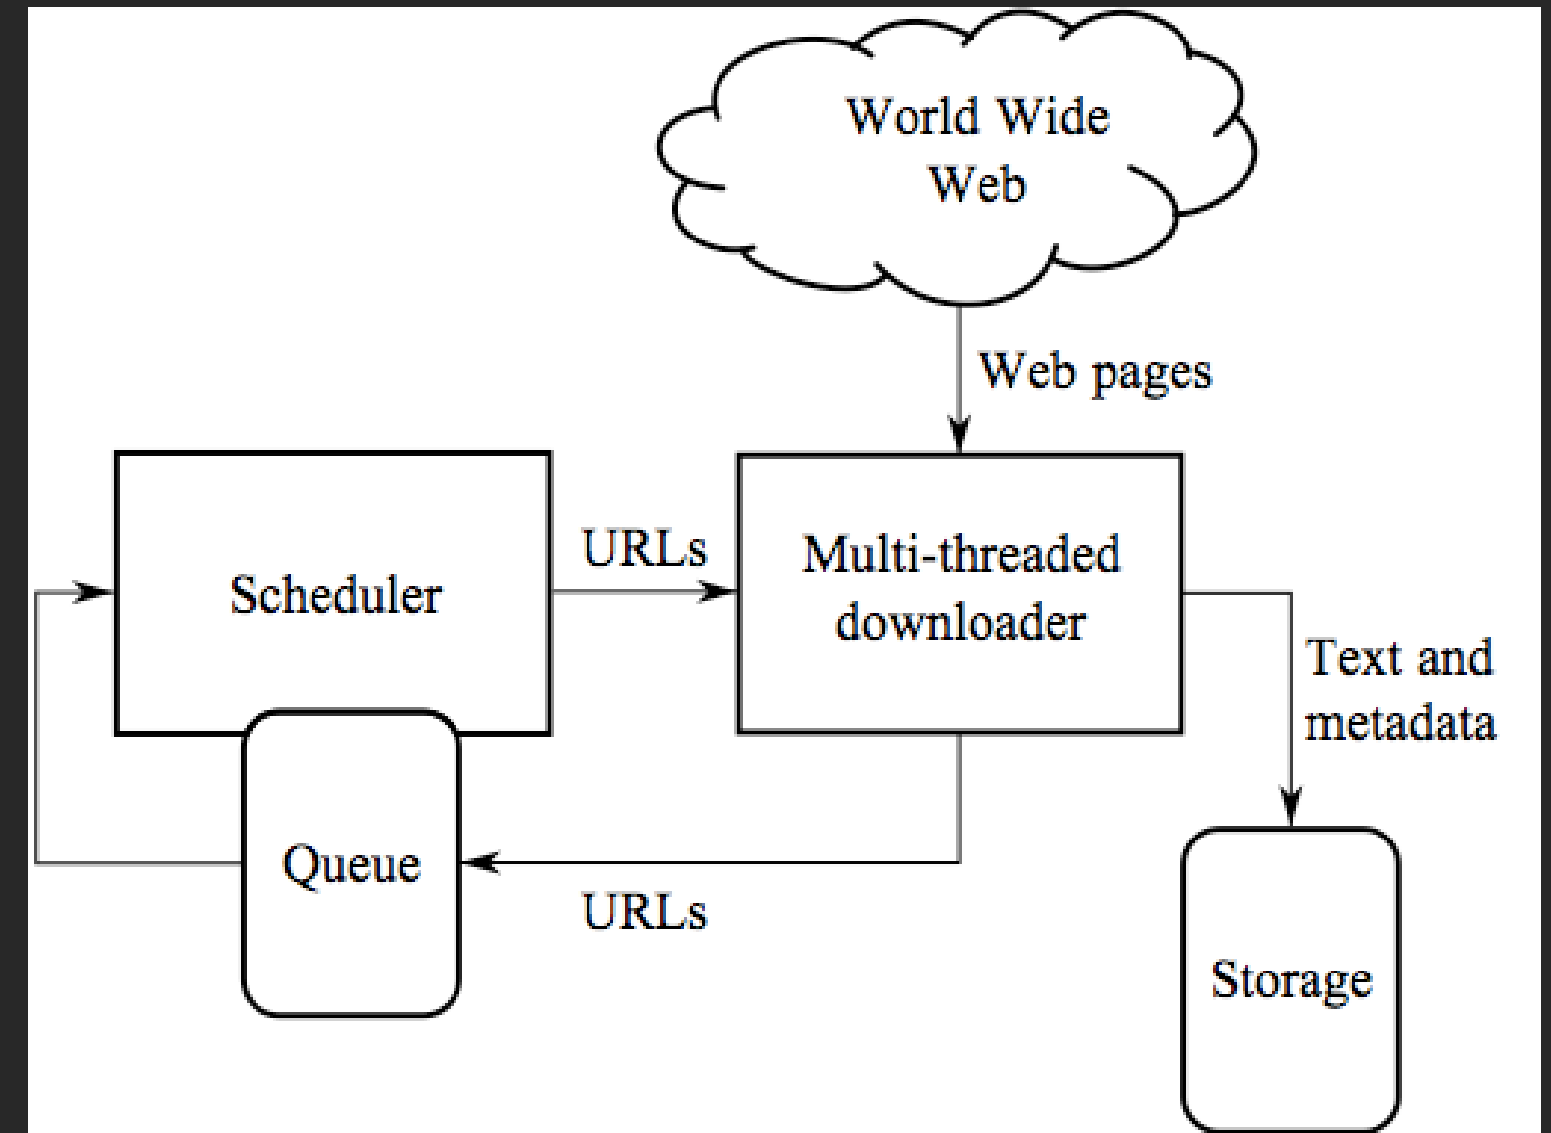 World Wide
Web
Web pages
URLs
Multi-threaded
downloader
Scheduler
Text and
metadata
Queue
URLs
Storage